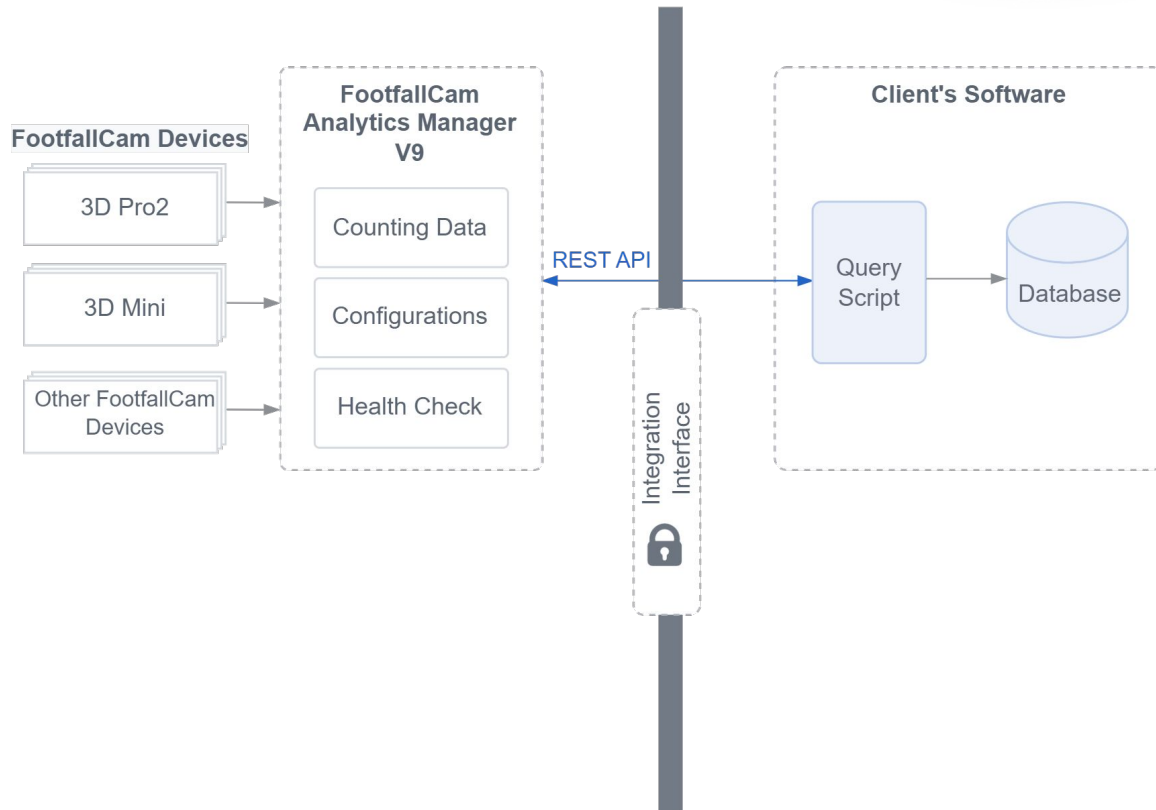 FootfallCam Devices
3D Pro2
3D Mini
Other FootfallCam
Devices
FootfallCam
Analytics Manager
V9
Counting Data
Configurations
Health Check
REST API
Integration
Interface
Client's Software
Query
Script
Database